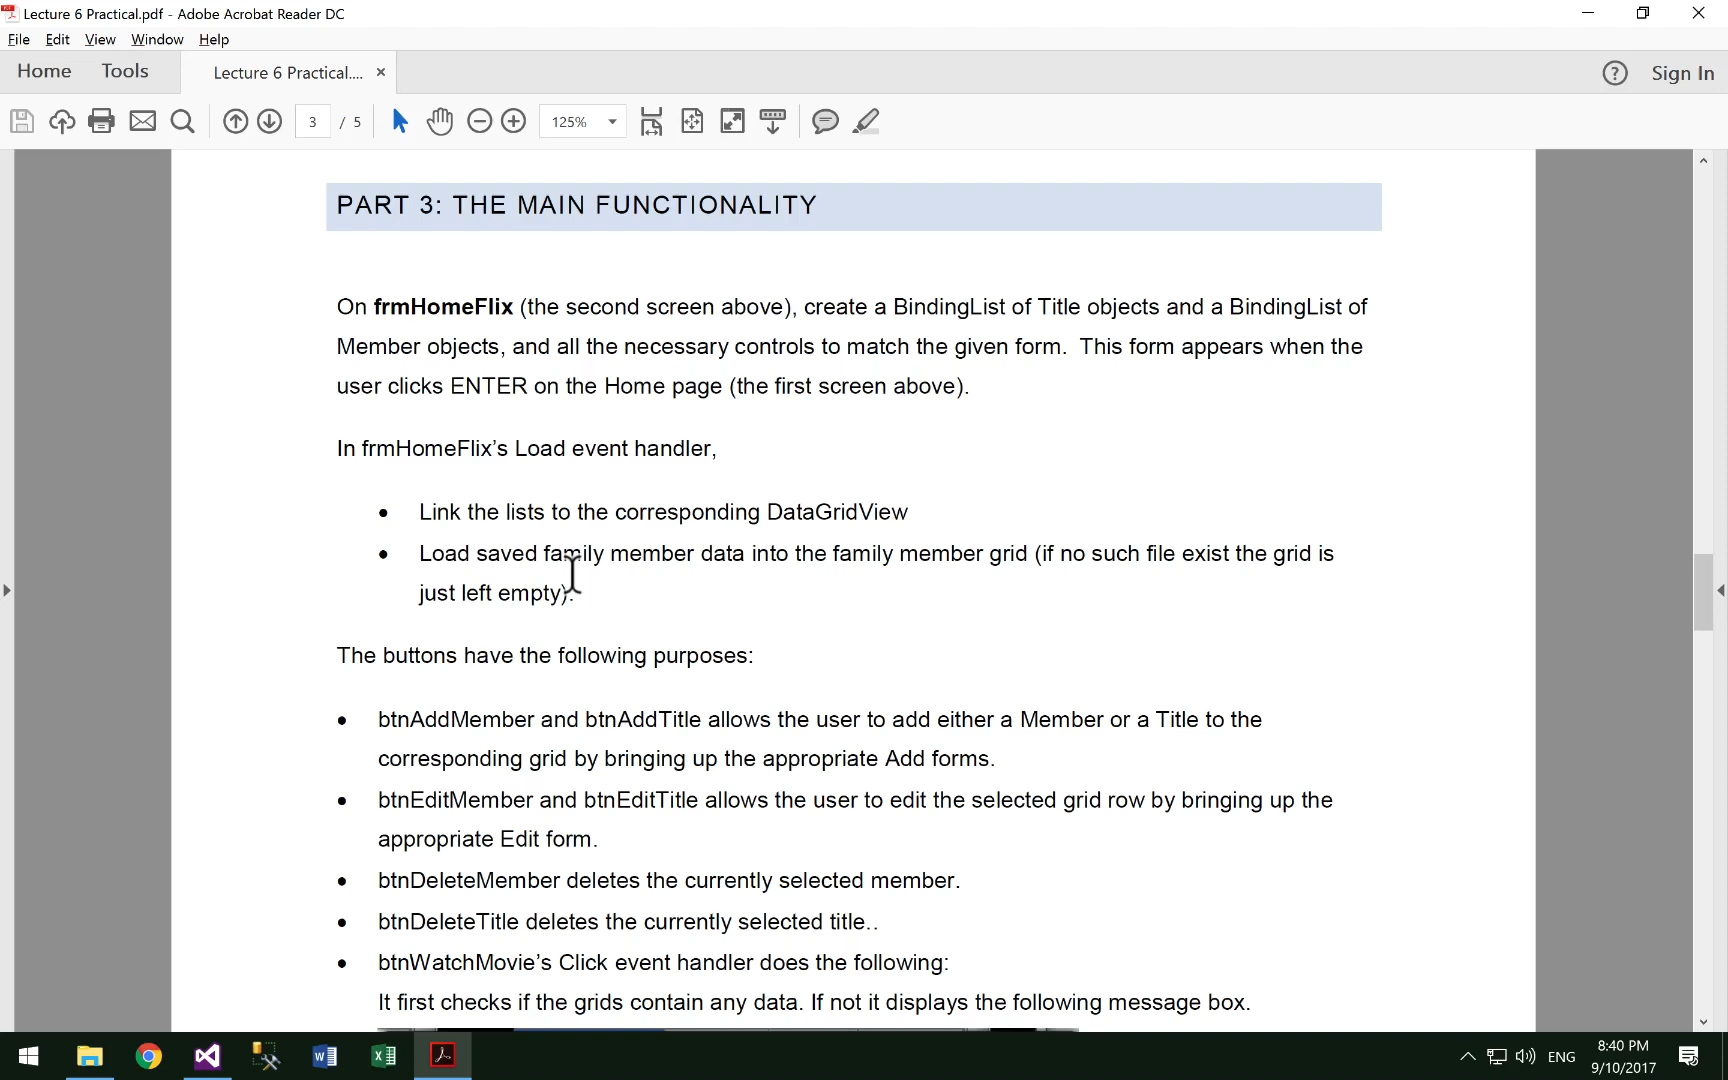 Lecture 6 Practical.pdf - Adobe Acrobat Reader DC
File Edit View Window Help
Home Tools Lecture 6 Practical.... × Sign In
3 / 5 125%
PART 3: THE MAIN FUNCTIONALITY
On frmHomeFlix (the second screen above), create a BindingList of Title objects and a BindingList of
Member objects, and all the necessary controls to match the given form. This form appears when the
user clicks ENTER on the Home page (the first screen above).
In frmHomeFlix’s Load event handler,
• Link the lists to the corresponding DataGridView
• Load saved family member data into the family member grid (if no such file exist the grid is
just left empty).
The buttons have the following purposes:
• btnAddMember and btnAddTitle allows the user to add either a Member or a Title to the
corresponding grid by bringing up the appropriate Add forms.
• btnEditMember and btnEditTitle allows the user to edit the selected grid row by bringing up the
appropriate Edit form.
• btnDeleteMember deletes the currently selected member.
• btnDeleteTitle deletes the currently selected title..
• btnWatchMovie’s Click event handler does the following:
It first checks if the grids contain any data. If not it displays the following message box.
ENG 8:40 PM
9/10/2017